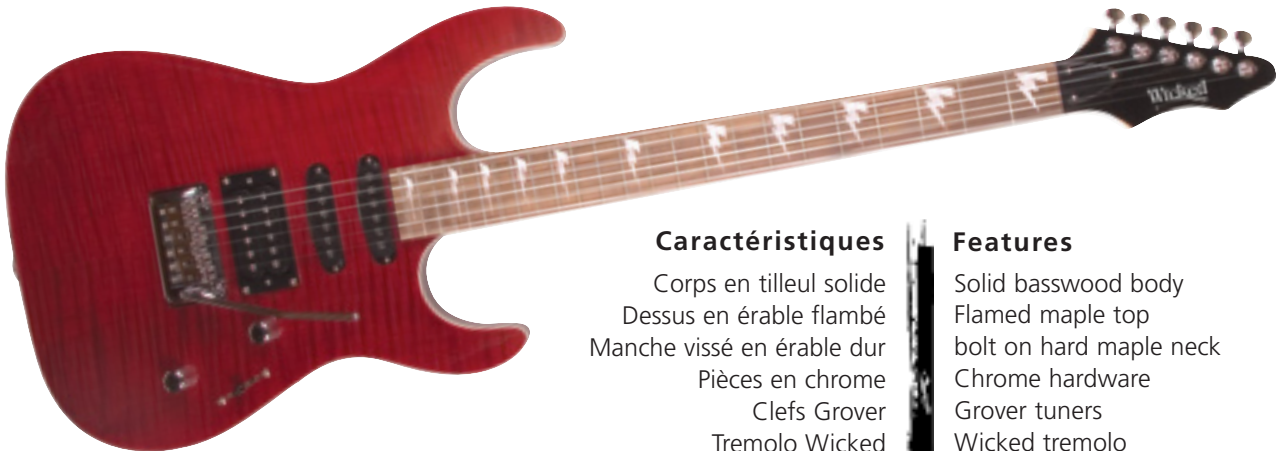 Wicked
Caractéristiques
Corps en tilleul solide
Dessus en érable flambé
Manche vissé en érable dur
Pièces en chrome
Clefs Grover
Tremolo Wicked
Features
Solid basswood body
Flamed maple top
bolt on hard maple neck
Chrome hardware
Grover tuners
Wicked tremolo